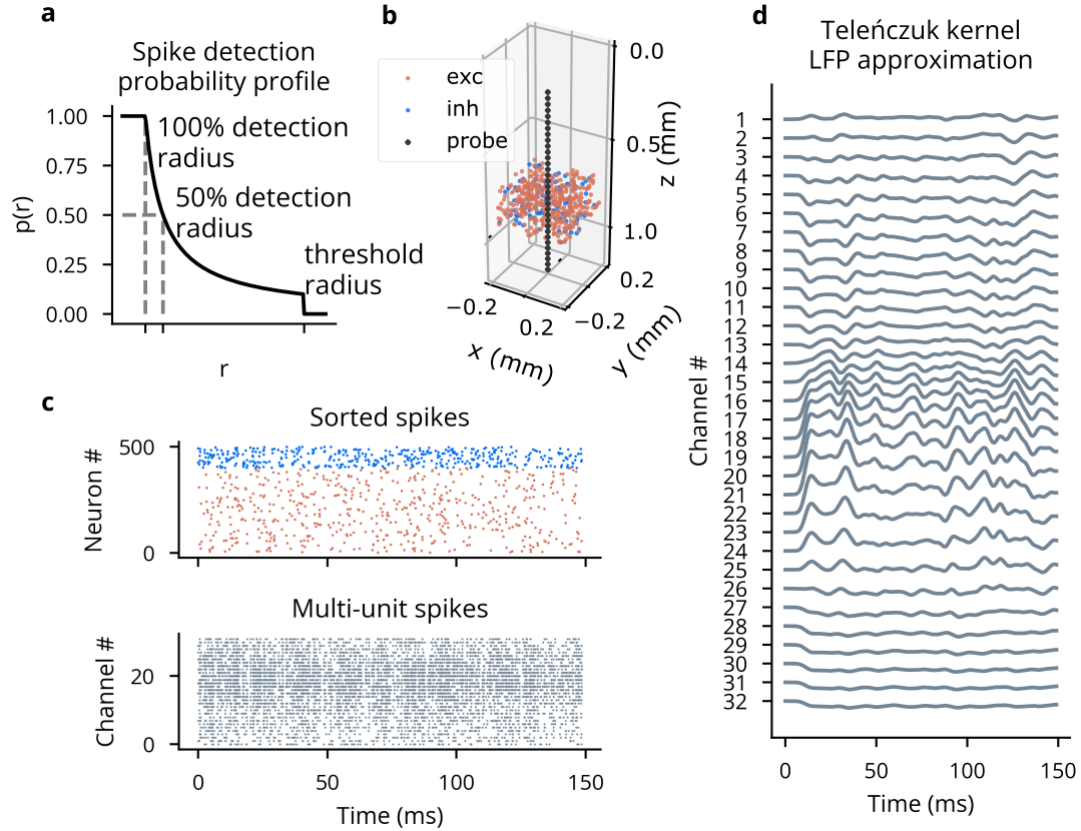 a
Spike detection
probability profile
1.00
0.75
0.50
0.25
0.00
p(r)
100% detection
radius
50% detection
radius
threshold
radius
r
b
exc
inh
probe
0.0
0.5
1.0
z (mm)
−0.2
0.2
x (mm)
−0.2
0.2
y (mm)
c
Sorted spikes
500
0
Neuron #
Multi-unit spikes
20
0
Channel #
0
50
100
150
Time (ms)
d
Teleńczuk kernel
LFP approximation
1
2
3
4
5
6
7
8
9
10
11
12
13
14
15
16
17
18
19
20
21
22
23
24
25
26
27
28
29
30
31
32
Channel #
0
50
100
150
Time (ms)